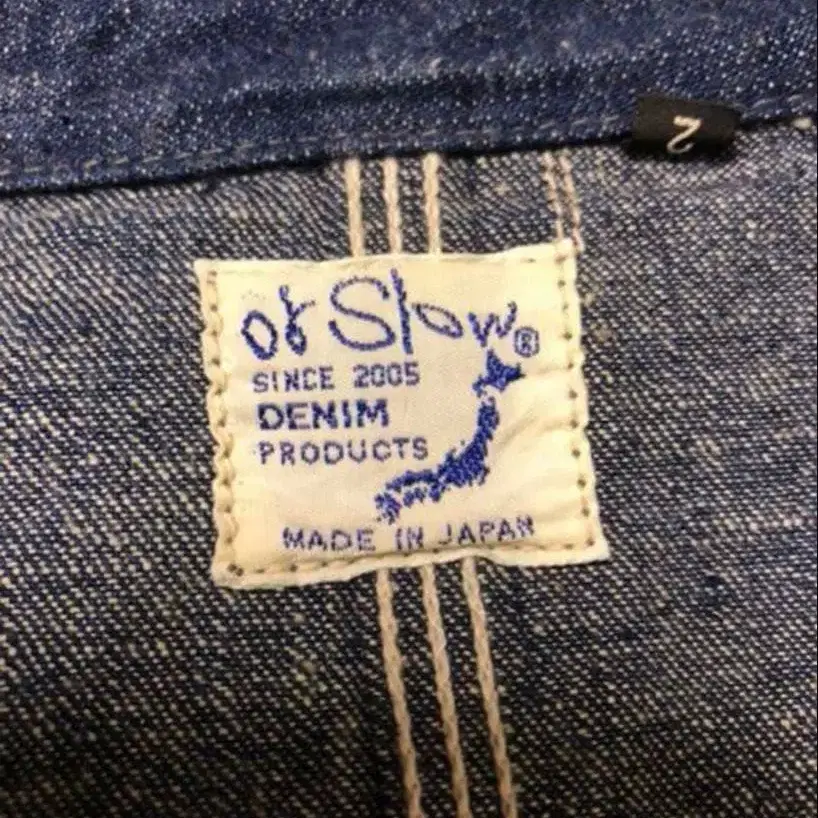 2
orSlow®
SINCE 2005
DENIM
PRODUCTS
MADE IN JAPAN